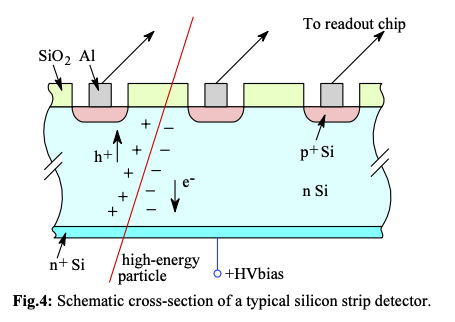 To readout chip
SiO2 Al
+ −
h+ + −
p+ Si
+ −
e-
n Si
+ −
+ −
n+ Si
high-energy
particle
+HVbias
Fig.4: Schematic cross-section of a typical silicon strip detector.